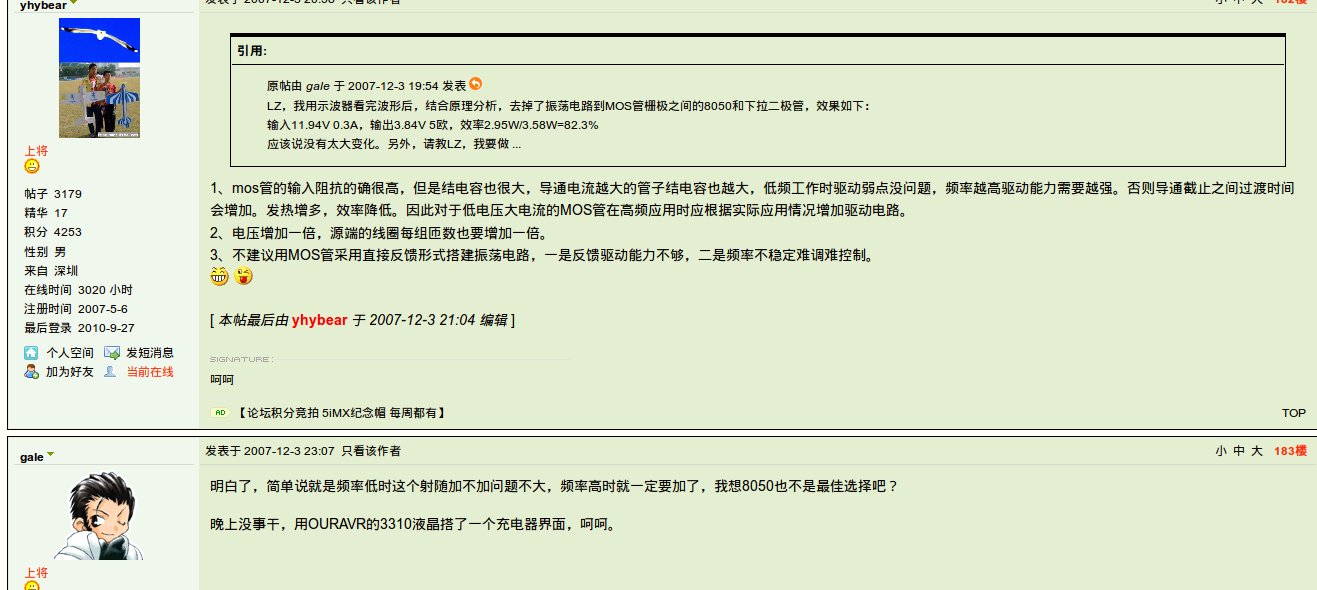 yhybear
发表于 2007-12-3 20:58 只看该作者
小 中 大 182楼
引用:
原帖由 gale 于 2007-12-3 19:54 发表
LZ，我用示波器看完波形后，结合原理分析，去掉了振荡电路到MOS管栅极之间的8050和下拉二极管，效果如下：
输入11.94V 0.3A，输出3.84V 5欧，效率2.95W/3.58W=82.3%
应该说没有太大变化。另外，请教LZ，我要做 ...
1、mos管的输入阻抗的确很高，但是结电容也很大，导通电流越大的管子结电容也越大，低频工作时驱动弱点没问题，频率越高驱动能力需要越强。否则导通截止之间过渡时间
会增加。发热增多，效率降低。因此对于低电压大电流的MOS管在高频应用时应根据实际应用情况增加驱动电路。
2、电压增加一倍，源端的线圈每组匝数也要增加一倍。
3、不建议用MOS管采用直接反馈形式搭建振荡电路，一是反馈驱动能力不够，二是频率不稳定难调难控制。
[ 本帖最后由 yhybear 于 2007-12-3 21:04 编辑 ]
SIGNATURE:
呵呵
AD 【论坛积分竞拍 5iMX纪念帽 每周都有】
TOP
上将
帖子 3179
精华 17
积分 4253
性别 男
来自 深圳
在线时间 3020 小时
注册时间 2007-5-6
最后登录 2010-9-27
个人空间 发短消息
加为好友 当前在线
gale
发表于 2007-12-3 23:07 只看该作者
小 中 大 183楼
明白了，简单说就是频率低时这个射随加不加问题不大，频率高时就一定要加了，我想8050也不是最佳选择吧？
晚上没事干，用OURAVR的3310液晶搭了一个充电器界面，呵呵。
上将